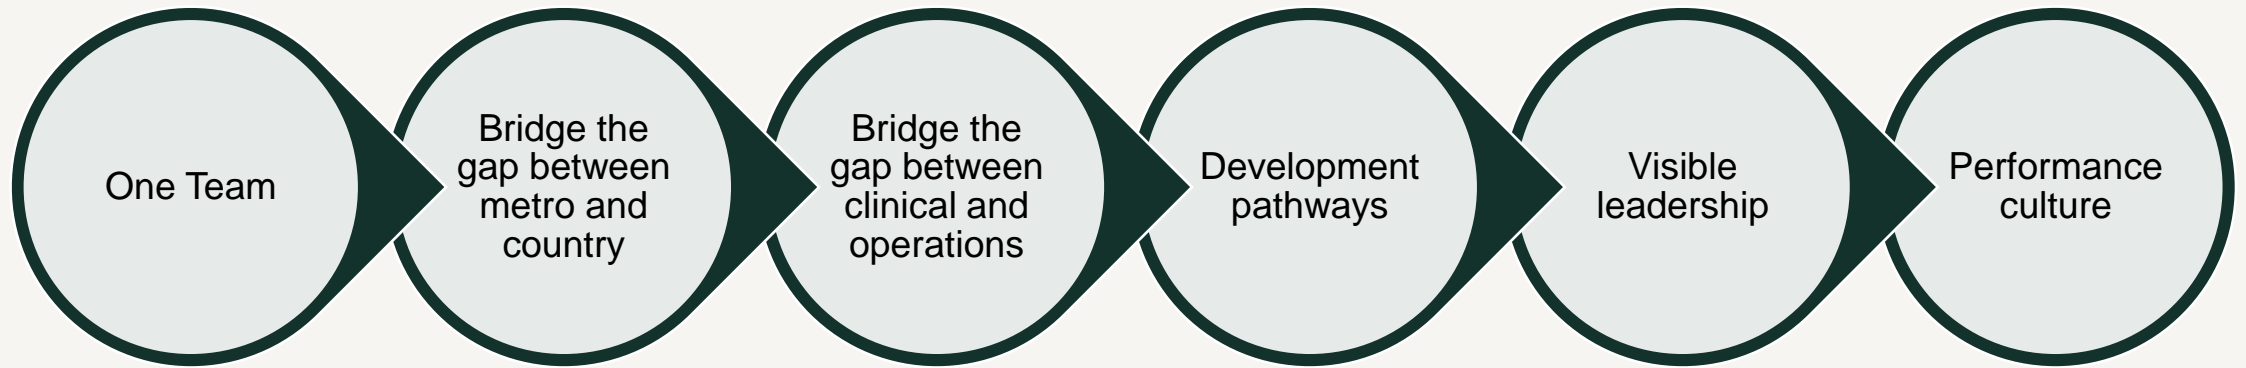 One Team
Bridge the
gap between
metro and
country
Bridge the
gap between
clinical and
operations
Development
pathways
Visible
leadership
Performance
culture